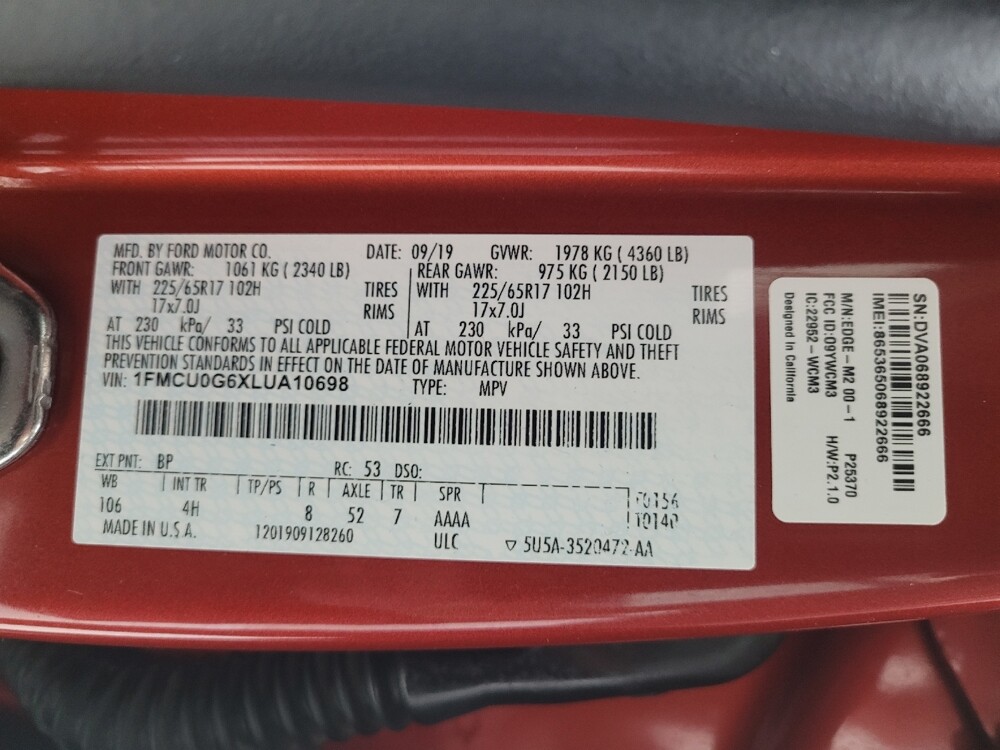 MFD. BY FORD MOTOR CO. DATE: 09/19 GVWR: 1978 KG ( 4360 LB)
FRONT GAWR: 1061 KG ( 2340 LB) REAR GAWR: 975 KG ( 2150 LB)
WITH 225/65R17 102H TIRES WITH 225/65R17 102H TIRES
17x7.0J RIMS 17x7.0J RIMS
AT 230 kPa/ 33 PSI COLD AT 230 kPa/ 33 PSI COLD
THIS VEHICLE CONFORMS TO ALL APPLICABLE FEDERAL MOTOR VEHICLE SAFETY AND THEFT
PREVENTION STANDARDS IN EFFECT ON THE DATE OF MANUFACTURE SHOWN ABOVE.
VIN: 1FMCU0G6XLUA10698 TYPE: MPV
EXT PNT: BP RC: 53 DSO:
WB INT TR TP/PS R AXLE TR SPR F0156
106 4H 8 52 7 AAAA T0140
MADE IN U.S.A. 1201909128260 ULC ▽ 5U5A-3520472-AA
SN:DVA068922666
IMEI:865365068922666
M/N:EDGE-M2 00-1 P25370
FCC ID:09YWCM3 H/W:P2.1.0
IC:22962-WCM3
Designed in California